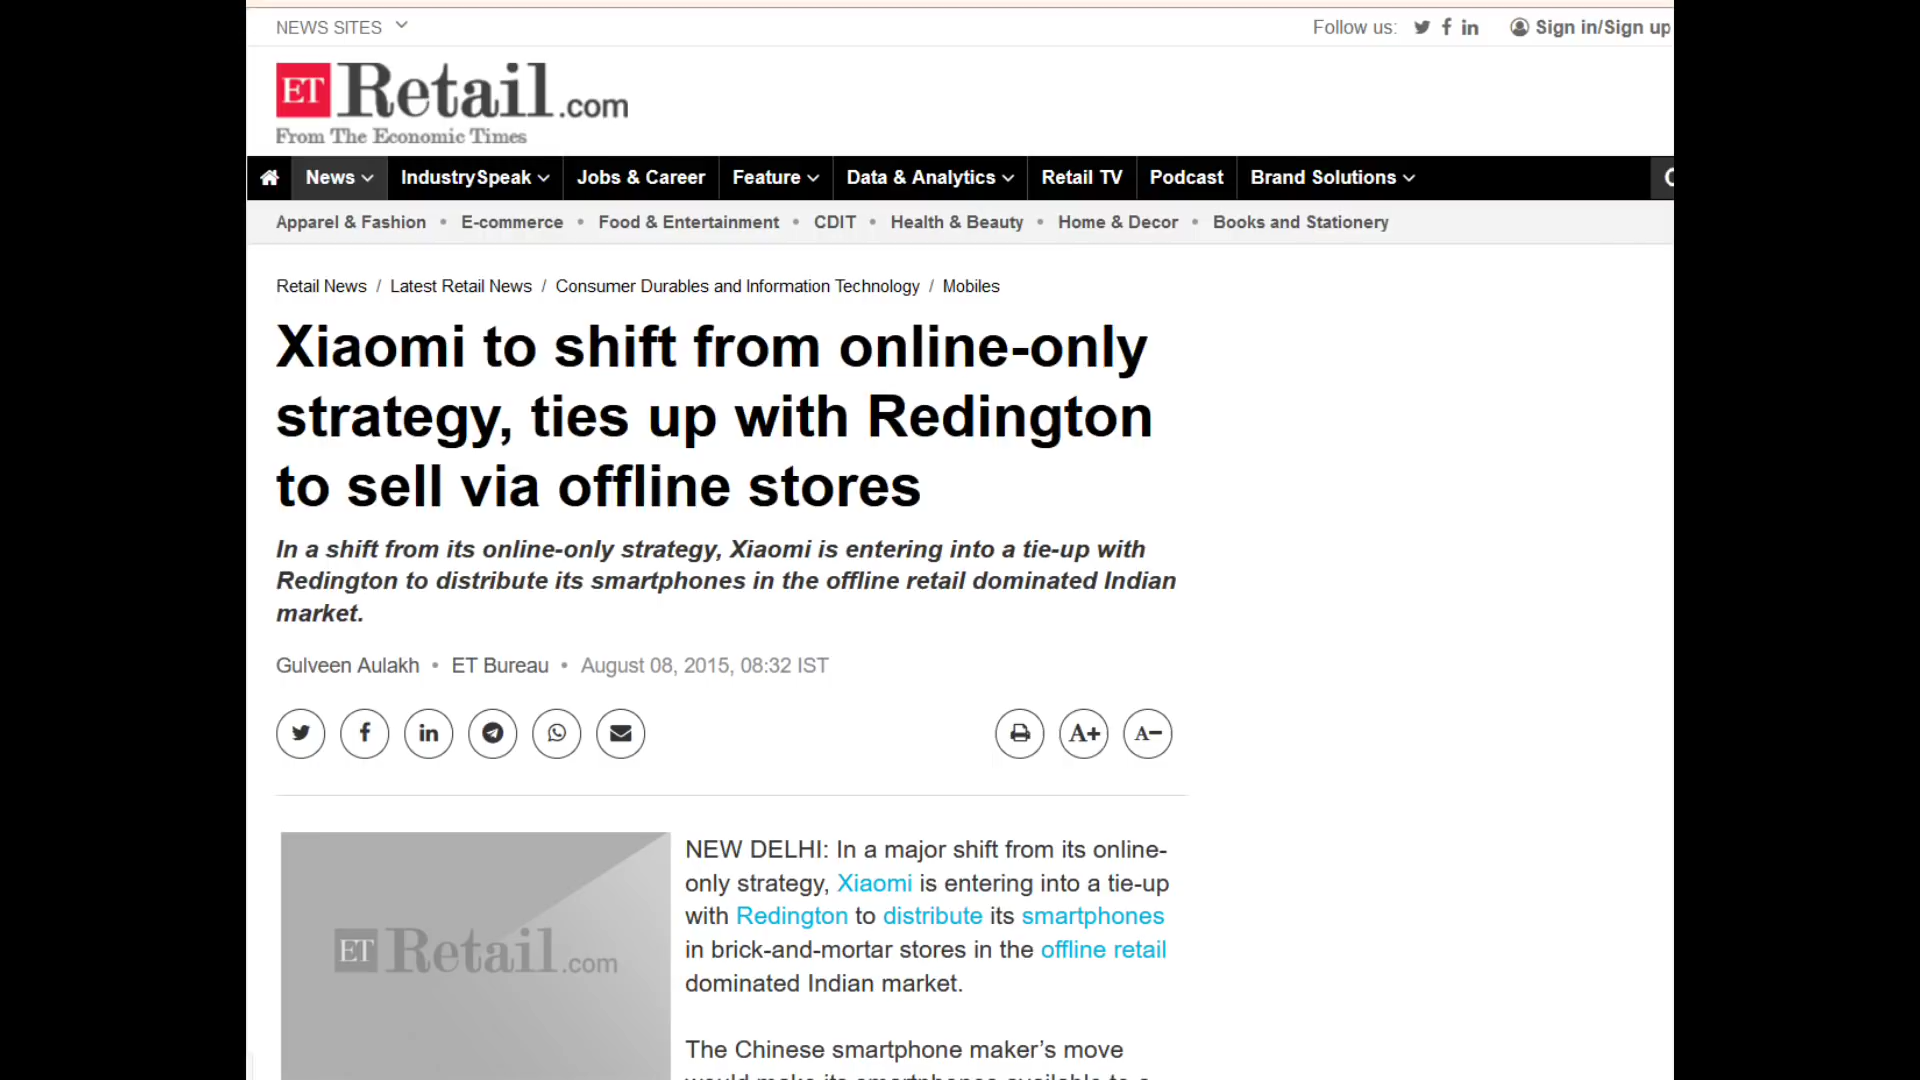 NEWS SITES
Follow us: Sign in/Sign up
ET Retail.com
From The Economic Times
News IndustrySpeak Jobs & Career Feature Data & Analytics Retail TV Podcast Brand Solutions
Apparel & Fashion • E-commerce • Food & Entertainment • CDIT • Health & Beauty • Home & Decor • Books and Stationery
Retail News / Latest Retail News / Consumer Durables and Information Technology / Mobiles
Xiaomi to shift from online-only
strategy, ties up with Redington
to sell via offline stores
In a shift from its online-only strategy, Xiaomi is entering into a tie-up with
Redington to distribute its smartphones in the offline retail dominated Indian
market.
Gulveen Aulakh • ET Bureau • August 08, 2015, 08:32 IST
A+ A−
ET Retail.com
NEW DELHI: In a major shift from its online-
only strategy, Xiaomi is entering into a tie-up
with Redington to distribute its smartphones
in brick-and-mortar stores in the offline retail
dominated Indian market.
The Chinese smartphone maker’s move
would make its smartphones available to a